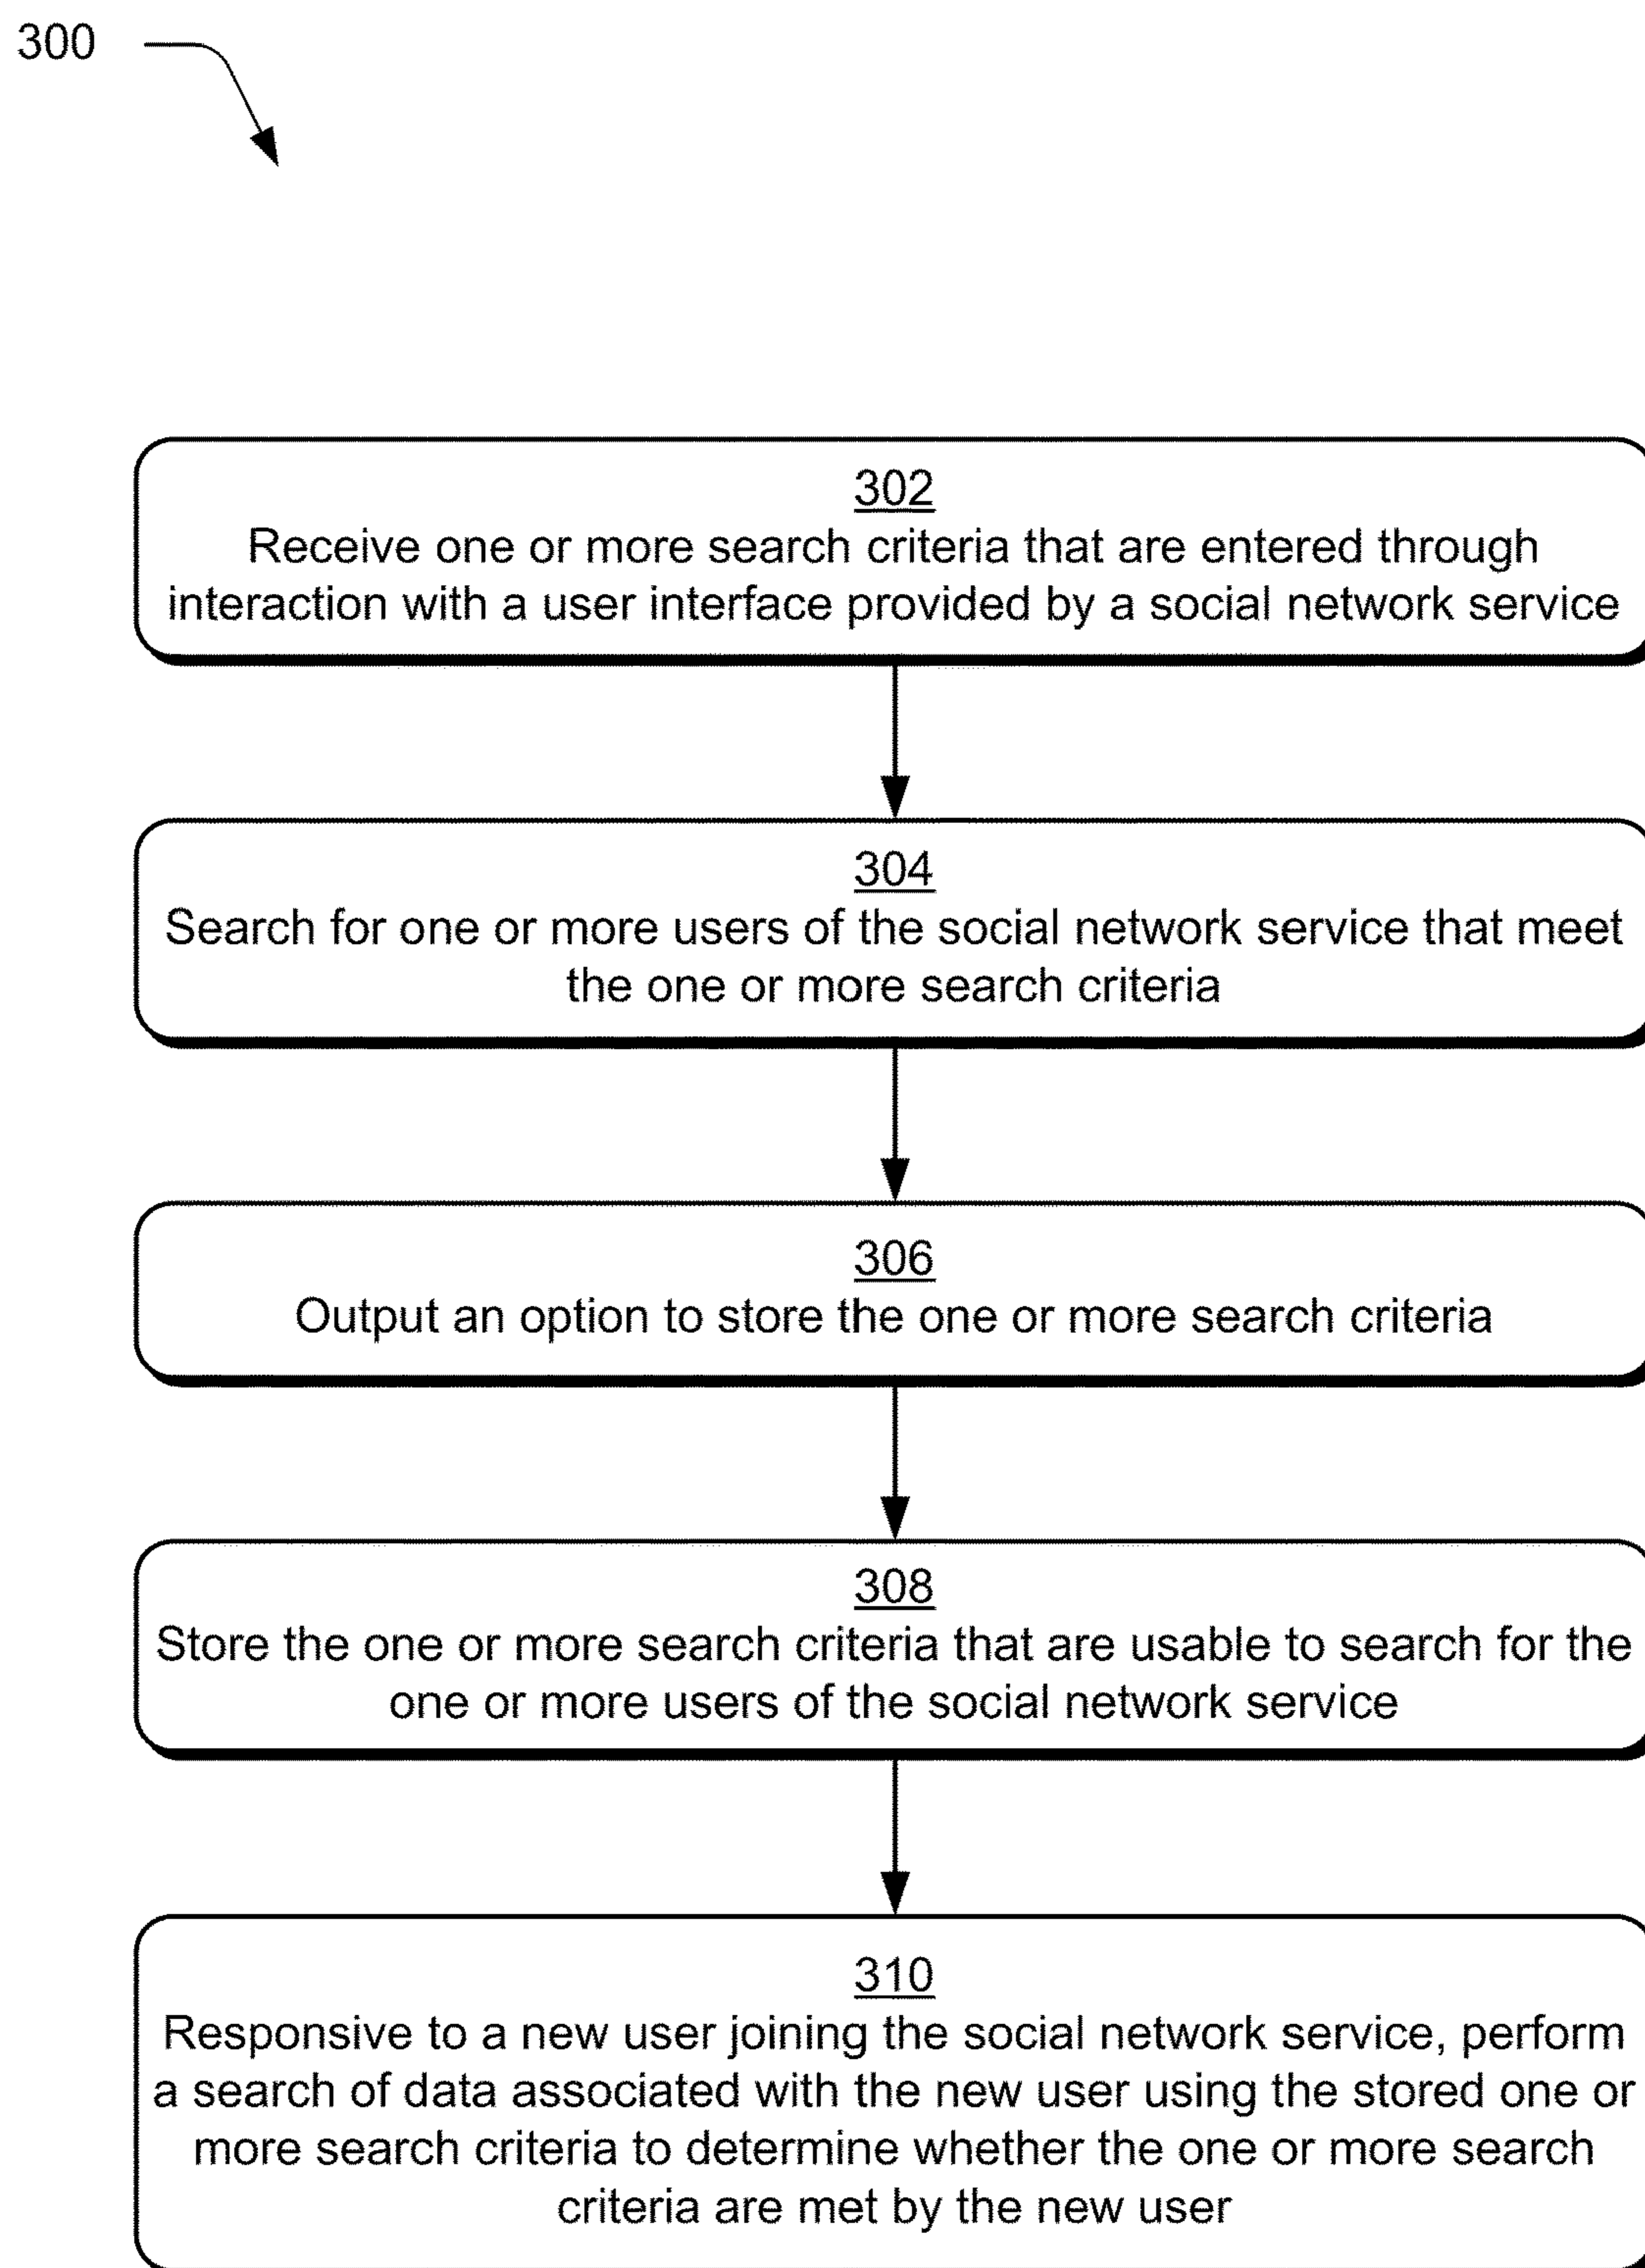 300
302
Receive one or more search criteria that are entered through
interaction with a user interface provided by a social network service
304
Search for one or more users of the social network service that meet
the one or more search criteria
306
Output an option to store the one or more search criteria
308
Store the one or more search criteria that are usable to search for the
one or more users of the social network service
310
Responsive to a new user joining the social network service, perform
a search of data associated with the new user using the stored one or
more search criteria to determine whether the one or more search
criteria are met by the new user